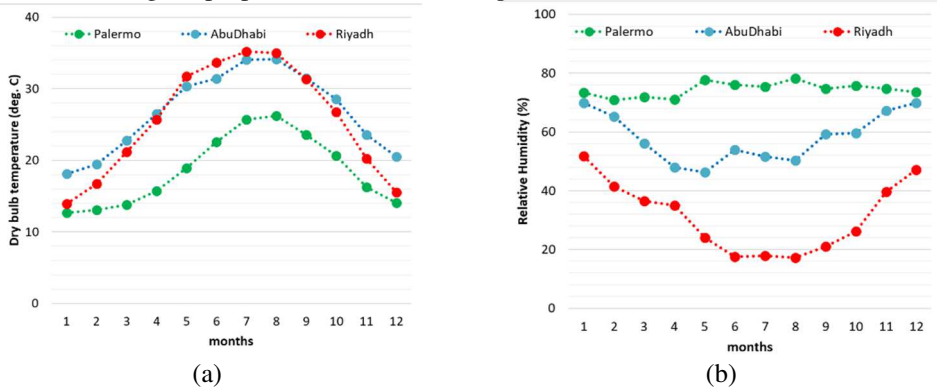 Palermo AbuDhabi Riyadh
Dry bulb temperature (deg. C)
40
30
20
10
0
1 2 3 4 5 6 7 8 9 10 11 12
months
(a)
Palermo AbuDhabi Riyadh
Relative Humidity (%)
100
80
60
40
20
0
1 2 3 4 5 6 7 8 9 10 11 12
months
(b)